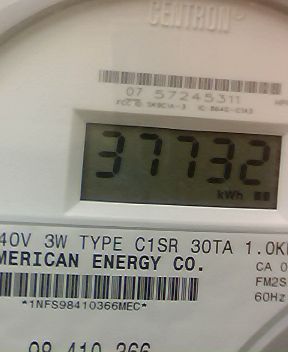 CENTRON®
07 57245311
37732
kWh
40V 3W TYPE C1SR 30TA 1.0K
MERICAN ENERGY CO.
CA 0
FM2S
60Hz
*1NFS98410366MEC*
98 410 366